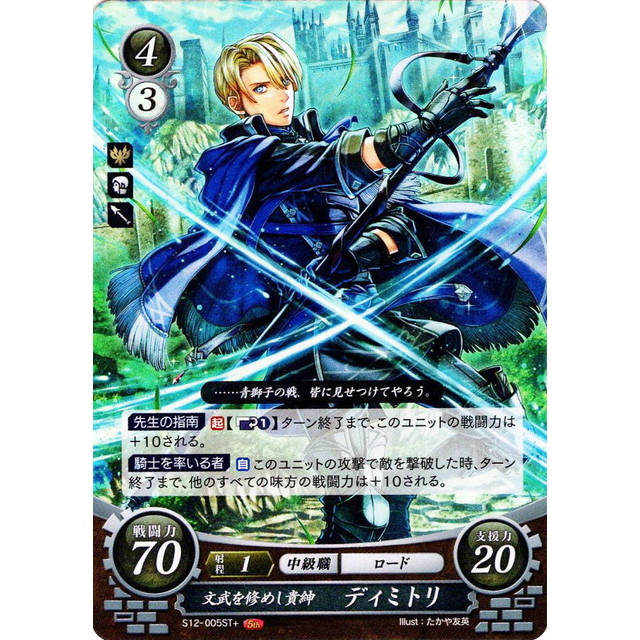 4
3
……青獅子の戦、皆に見せつけてやろう。
先生の指南 起【1】ターン終了まで、このユニットの戦闘力は
+10される。
騎士を率いる者 自 このユニットの攻撃で敵を撃破した時、ターン
終了まで、他のすべての味方の戦闘力は+10される。
戦闘力
70
射程 1
中級職
ロード
支援力
20
文武を修めし貴紳 ディミトリ
S12-005ST+ 5th
Illust:たかや友英